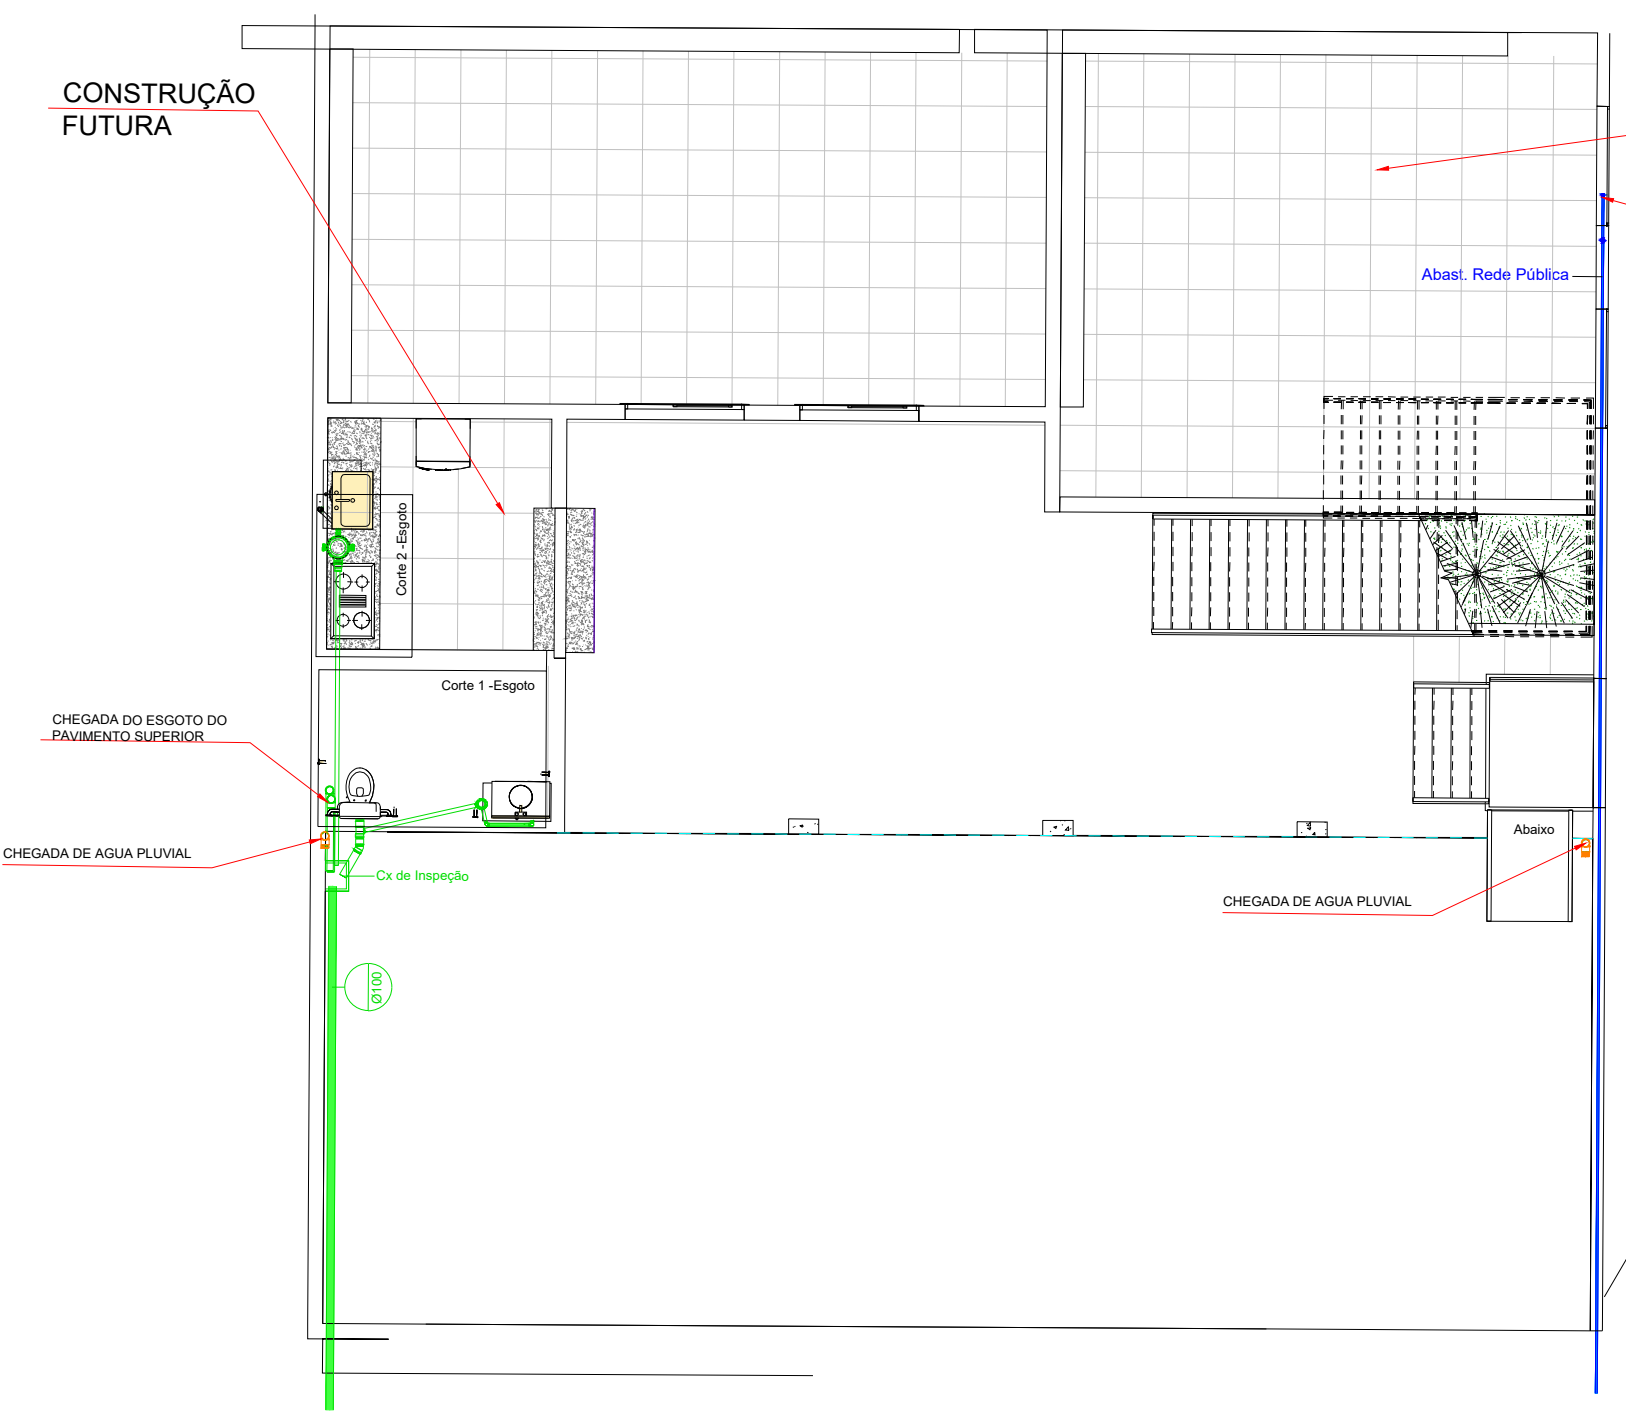 CONSTRUÇÃO
FUTURA
Abast. Rede Pública
Corte 2 -Esgoto
Corte 1 -Esgoto
CHEGADA DO ESGOTO DO
PAVIMENTO SUPERIOR
Abaixo
CHEGADA DE AGUA PLUVIAL
Cx de Inspeção
CHEGADA DE AGUA PLUVIAL
Ø100